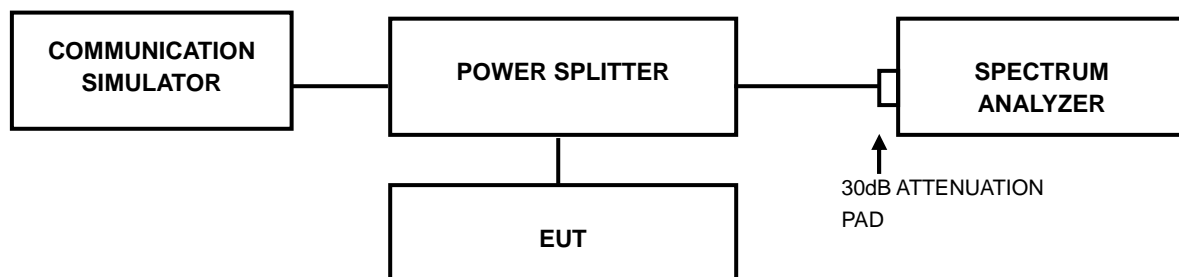 COMMUNICATION
SIMULATOR
POWER SPLITTER
SPECTRUM
ANALYZER
30dB ATTENUATION
PAD
EUT